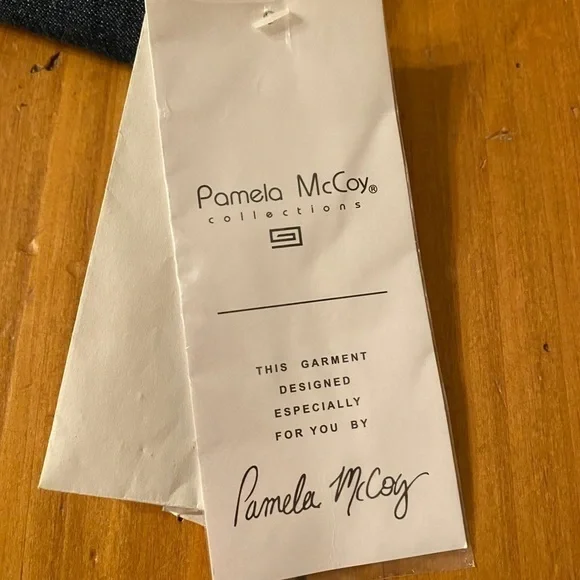 Pamela McCoy®
collections
THIS GARMENT
DESIGNED
ESPECIALLY
FOR YOU BY
Pamela McCoy